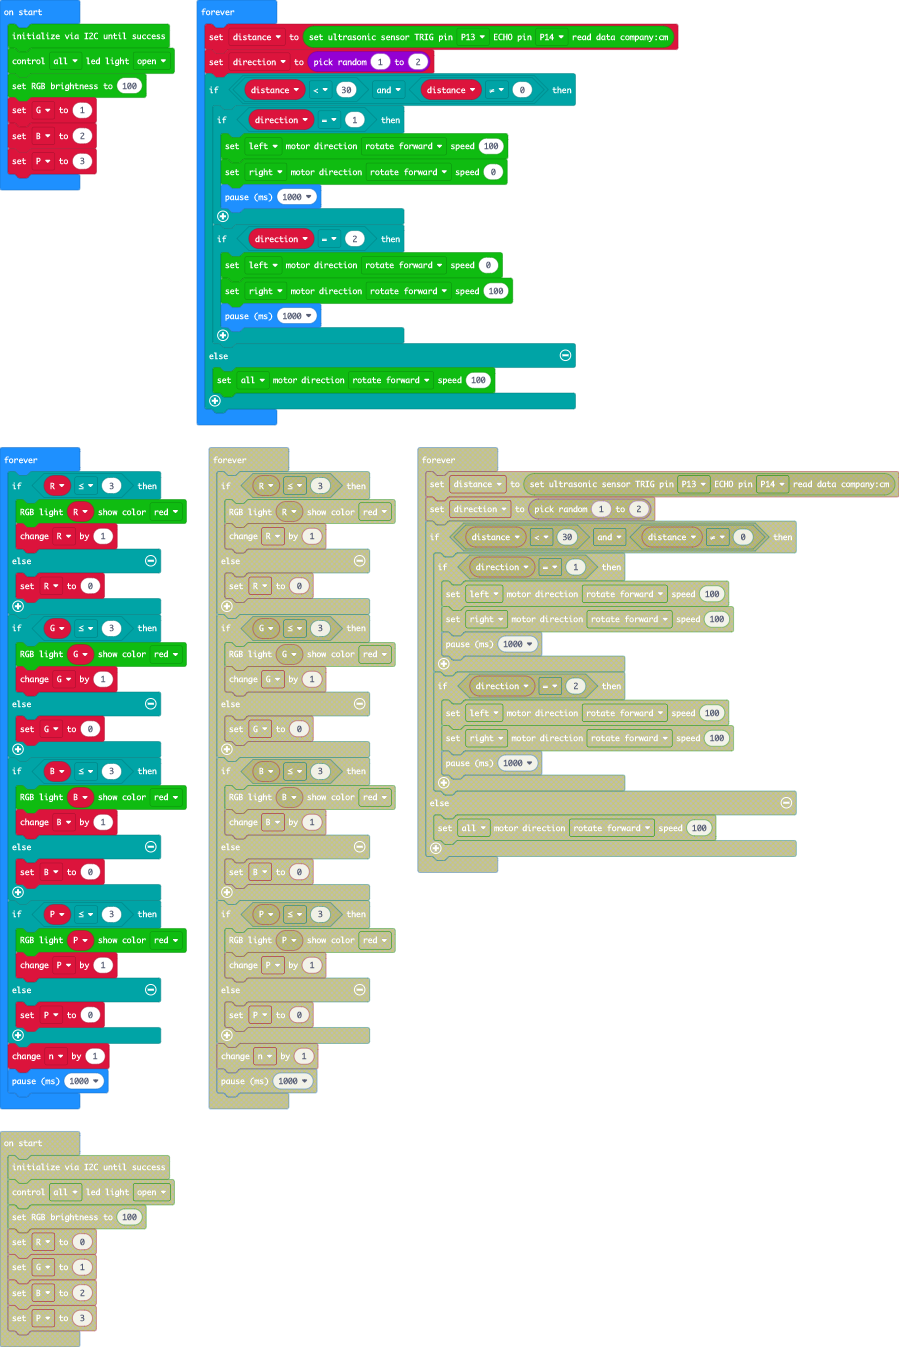 on start
initialize via I2C until success
control all led light open
set RGB brightness to 100
set G to 1
set B to 2
set P to 3
forever
set distance to set ultrasonic sensor TRIG pin P13 ECHO pin P14 read data company:cm
set direction to pick random 1 to 2
if distance < 30 and distance ≠ 0 then
if direction = 1 then
set left motor direction rotate forward speed 100
set right motor direction rotate forward speed 0
pause (ms) 1000
if direction = 2 then
set left motor direction rotate forward speed 0
set right motor direction rotate forward speed 100
pause (ms) 1000
else
set all motor direction rotate forward speed 100
forever
if R ≤ 3 then
RGB light R show color red
change R by 1
else
set R to 0
if G ≤ 3 then
RGB light G show color red
change G by 1
else
set G to 0
if B ≤ 3 then
RGB light B show color red
change B by 1
else
set B to 0
if P ≤ 3 then
RGB light P show color red
change P by 1
else
set P to 0
change n by 1
pause (ms) 1000
forever
if R ≤ 3 then
RGB light R show color red
change R by 1
else
set R to 0
if G ≤ 3 then
RGB light G show color red
change G by 1
else
set G to 0
if B ≤ 3 then
RGB light B show color red
change B by 1
else
set B to 0
if P ≤ 3 then
RGB light P show color red
change P by 1
else
set P to 0
change n by 1
pause (ms) 1000
forever
set distance to set ultrasonic sensor TRIG pin P13 ECHO pin P14 read data company:cm
set direction to pick random 1 to 2
if distance < 30 and distance ≠ 0 then
if direction = 1 then
set left motor direction rotate forward speed 100
set right motor direction rotate forward speed 100
pause (ms) 1000
if direction = 2 then
set left motor direction rotate forward speed 100
set right motor direction rotate forward speed 100
pause (ms) 1000
else
set all motor direction rotate forward speed 100
on start
initialize via I2C until success
control all led light open
set RGB brightness to 100
set R to 0
set G to 1
set B to 2
set P to 3